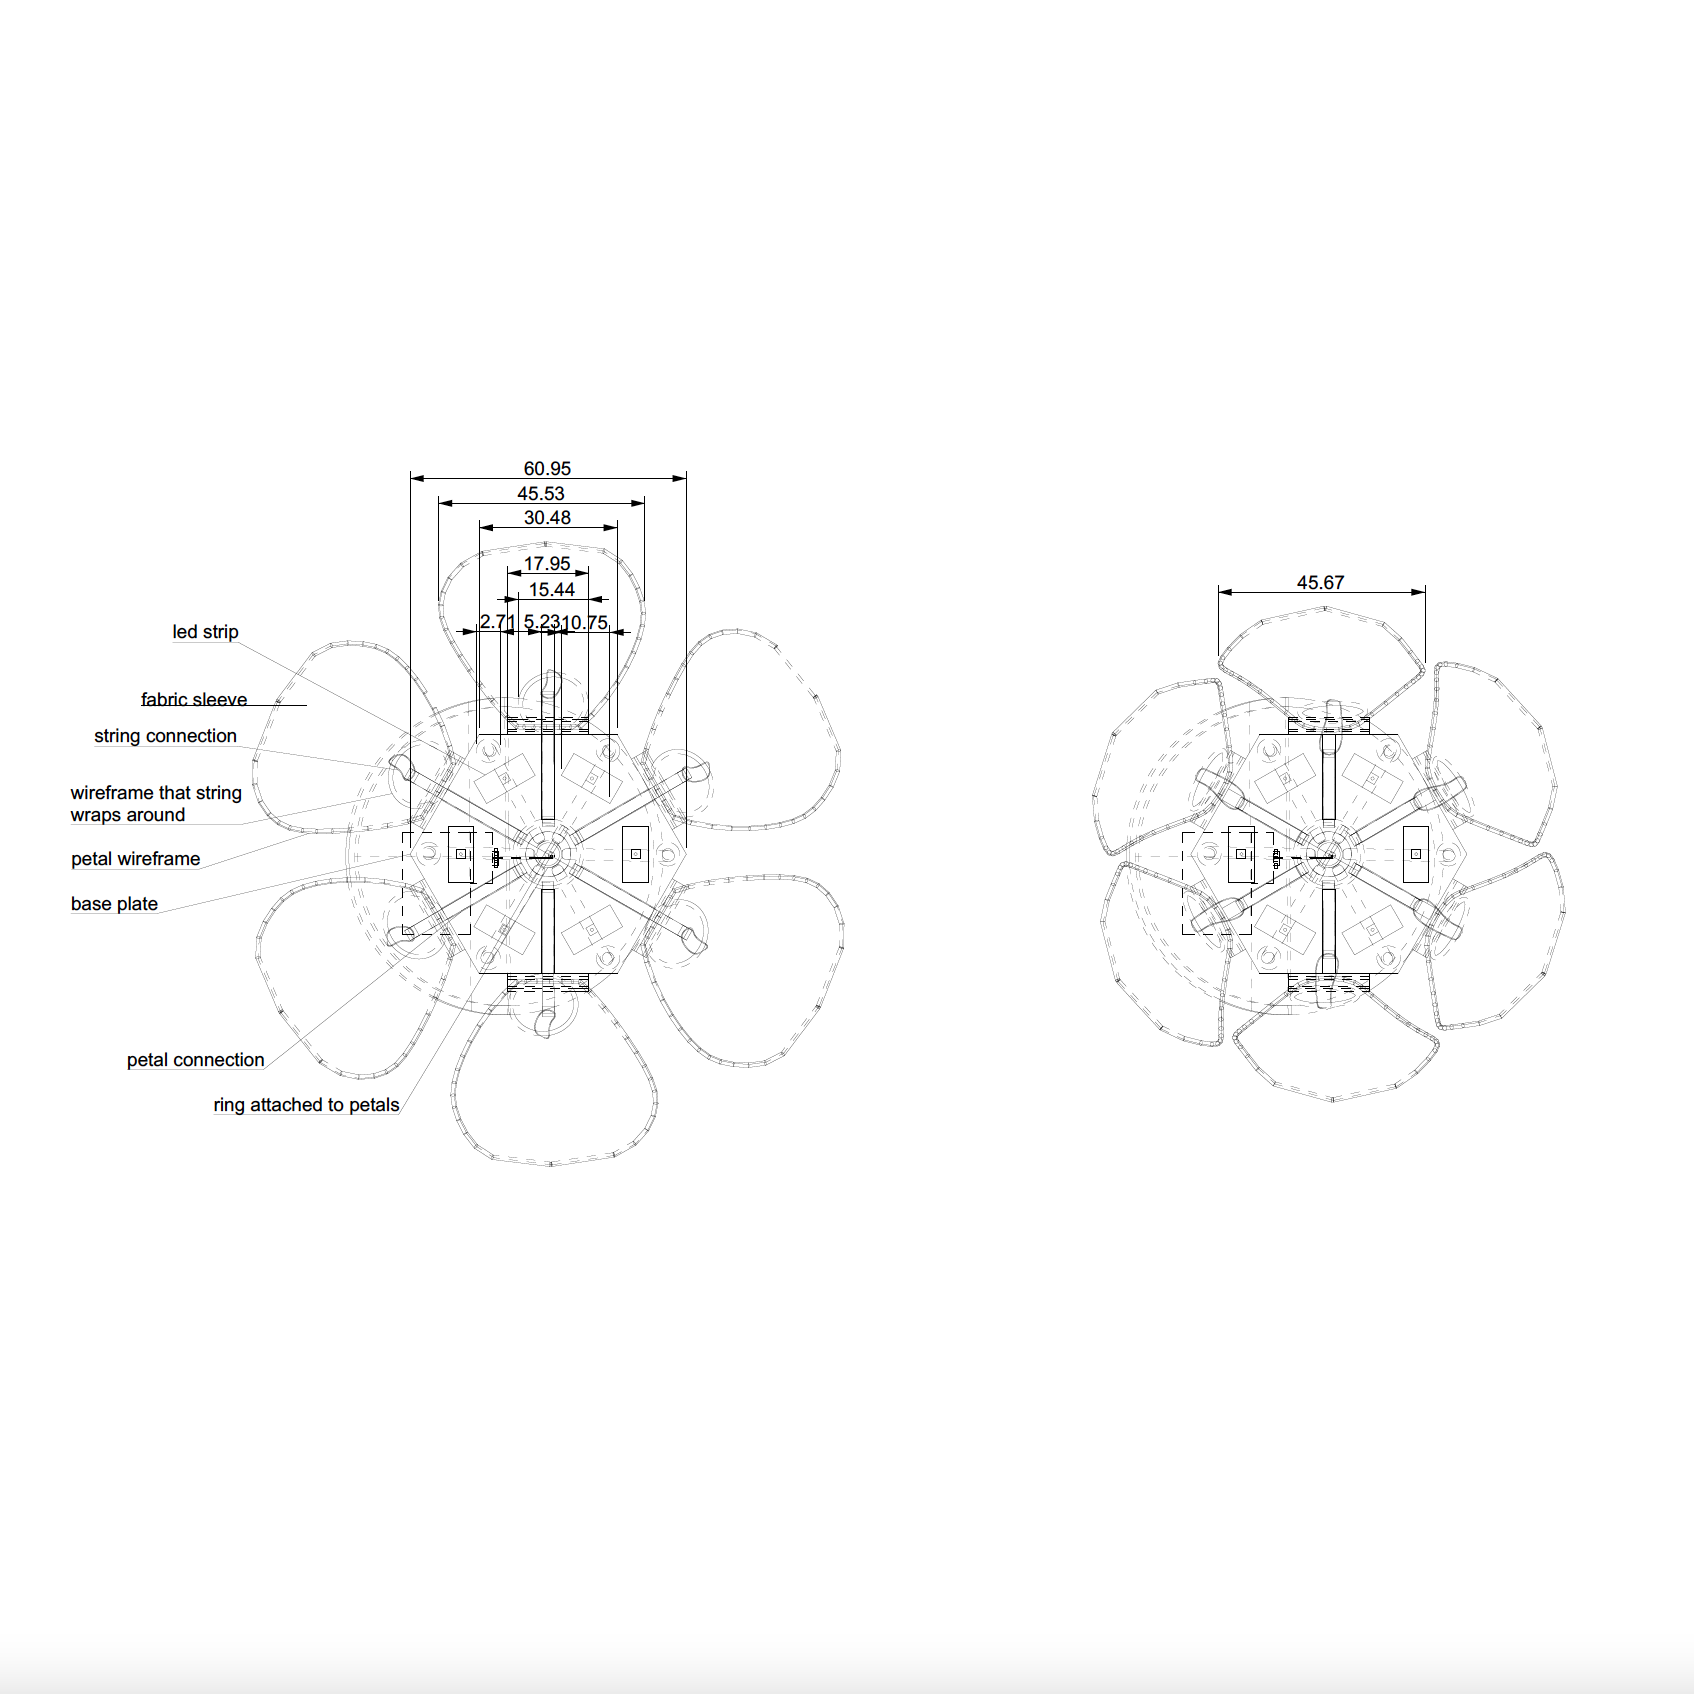 60.95
45.53
30.48
17.95
15.44
2.71 5.23 10.75
45.67
led strip
fabric sleeve
string connection
wireframe that string
wraps around
petal wireframe
base plate
petal connection
ring attached to petals